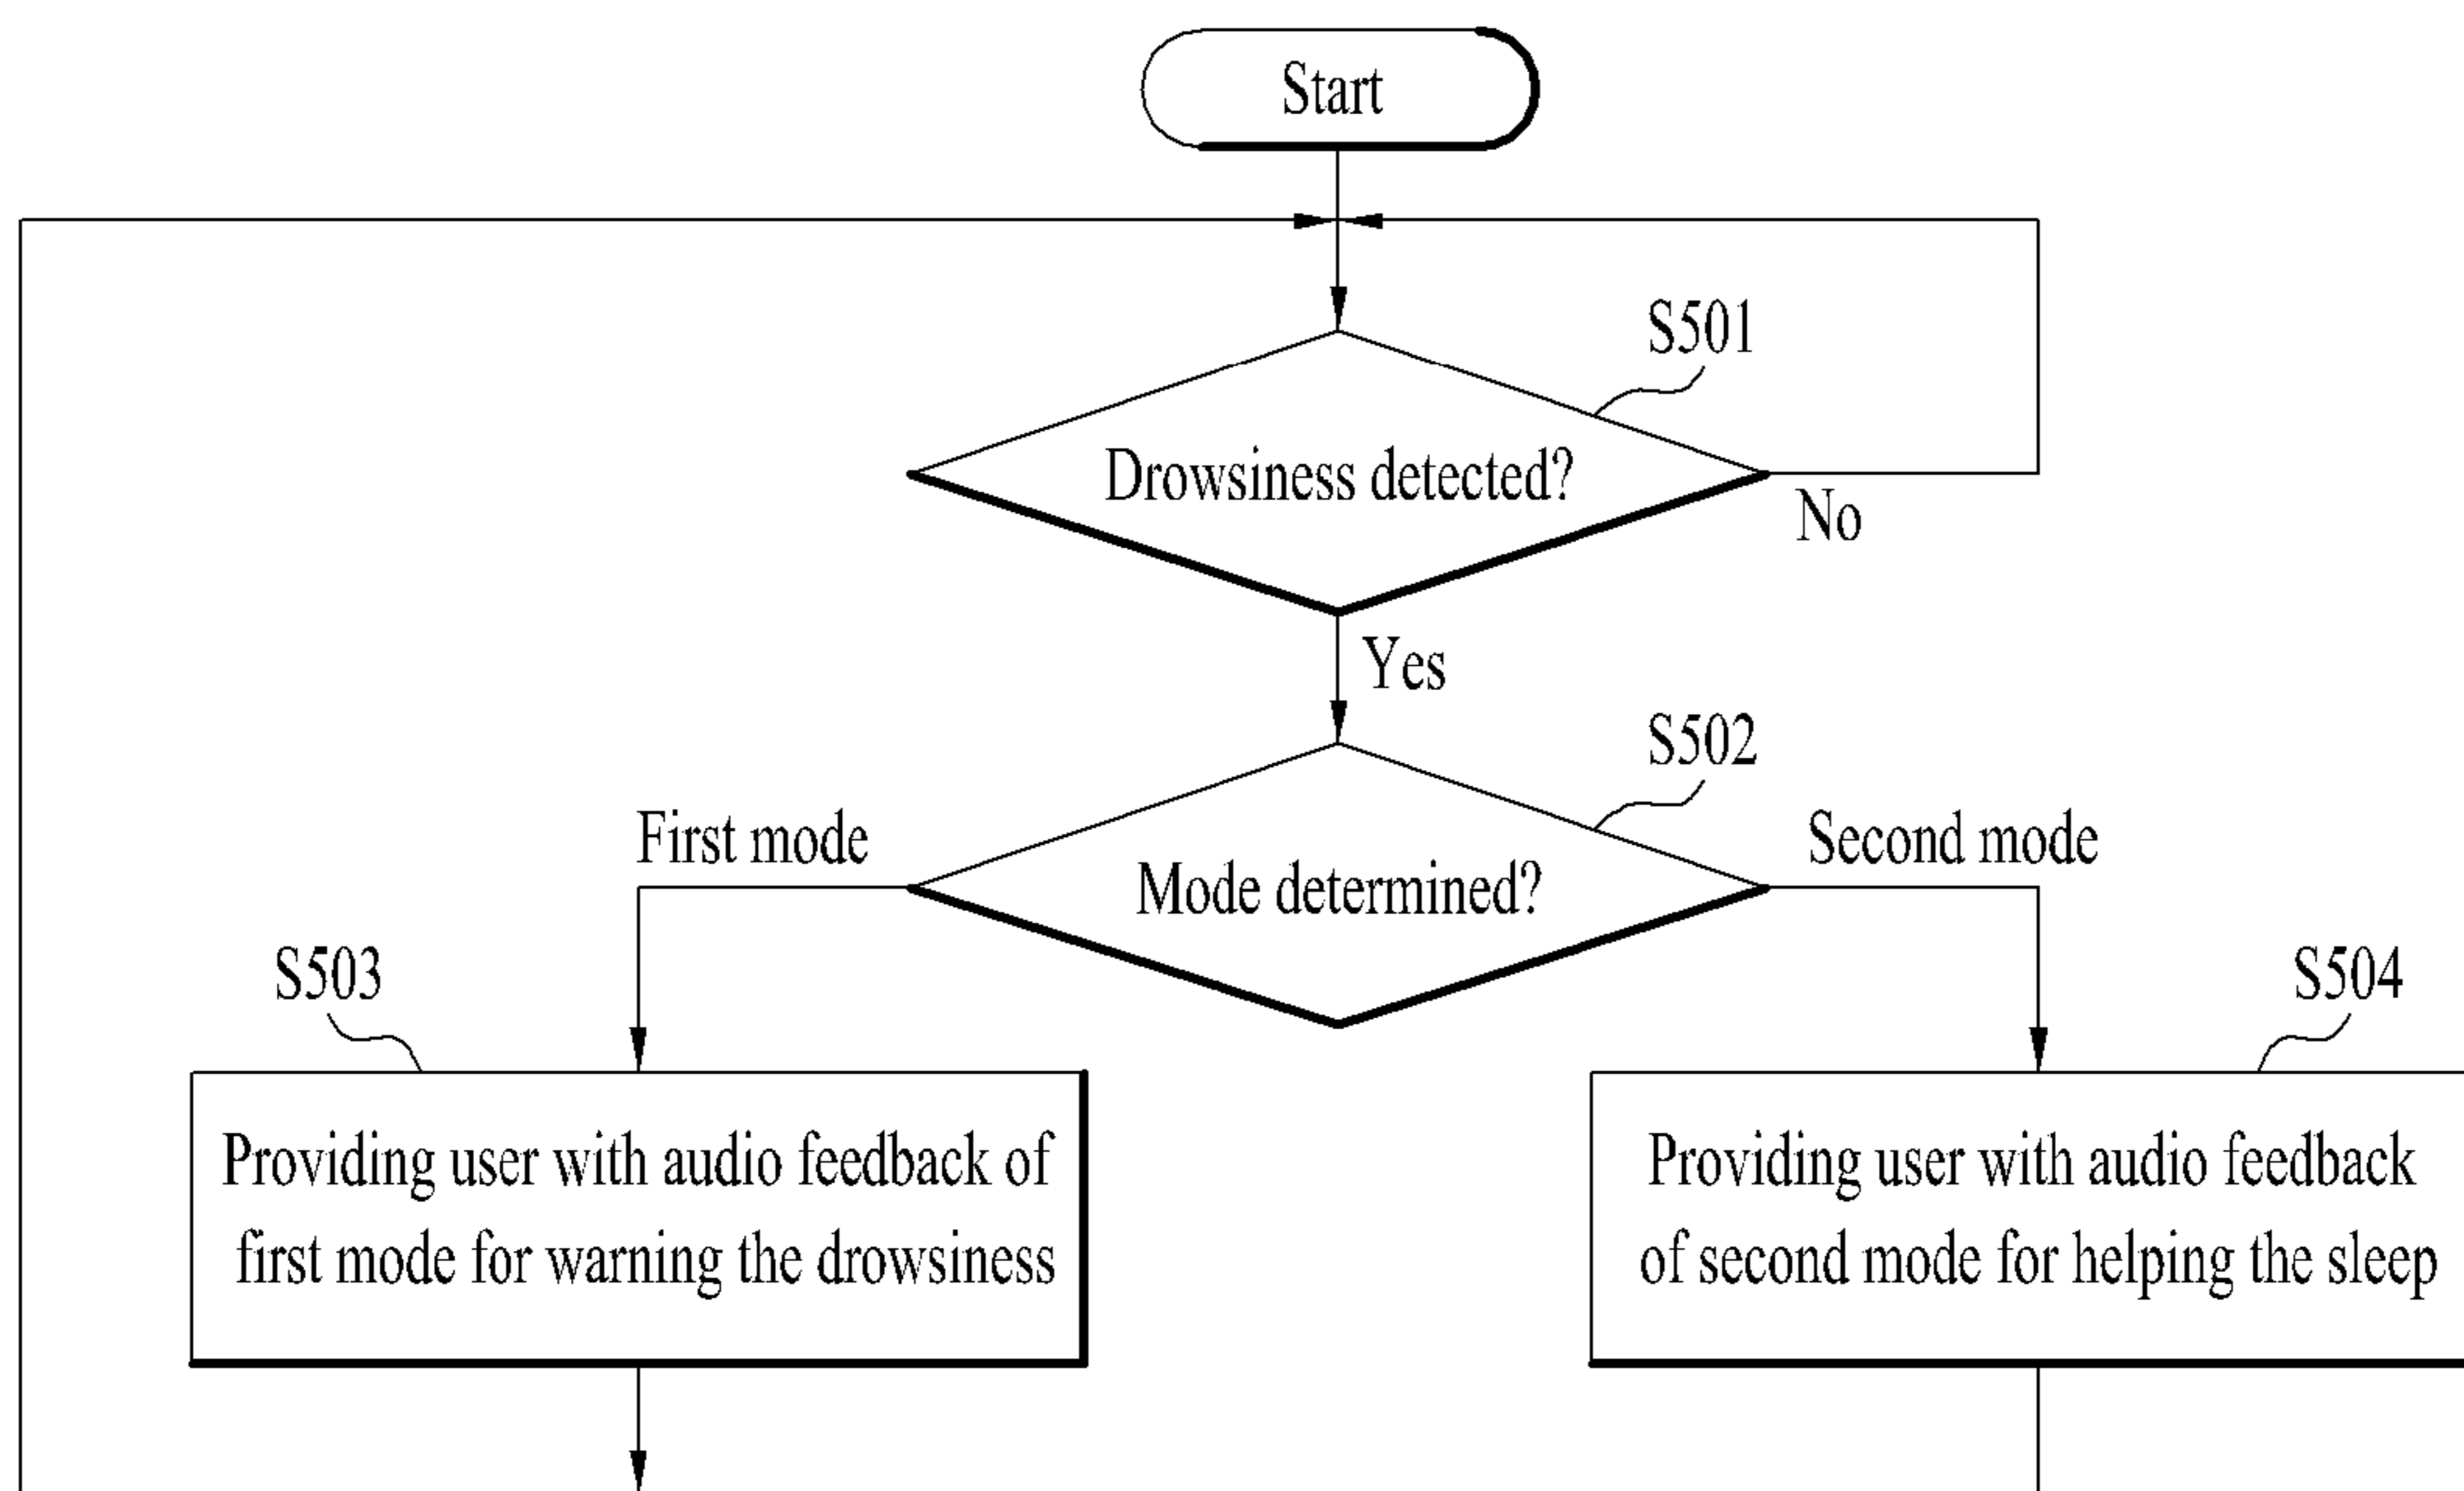 Start
S501
Drowsiness detected?
No
Yes
S502
First mode
Second mode
Mode determined?
S503
S504
Providing user with audio feedback of
first mode for warning the drowsiness
Providing user with audio feedback
of second mode for helping the sleep